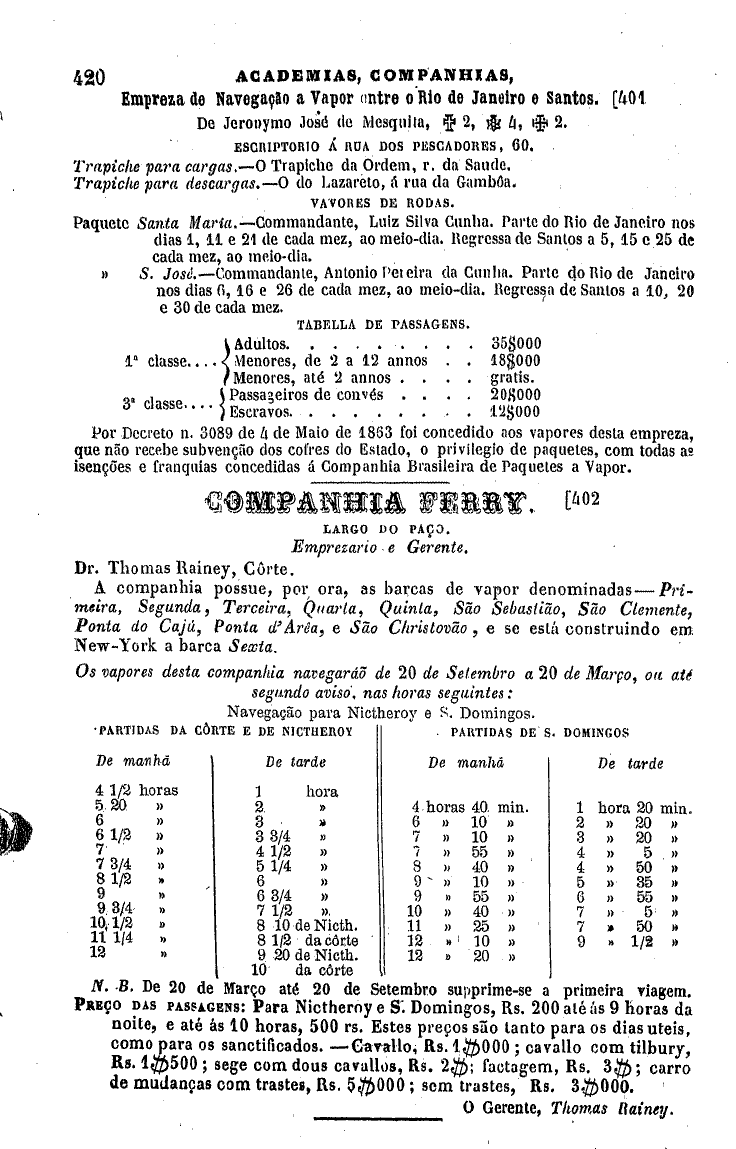 420 ACADEMIAS, COMPANHIAS,
Empreza de Navegação a Vapor entre o Rio de Janeiro e Santos. [401
De Jeronymo José de Mesquita, ✠ 2, ✠ 4, ✠ 2.
ESCRIPTORIO Á RUA DOS PESCADORES, 60.
Trapiche para cargas.—O Trapiche da Ordem, r. da Saude.
Trapiche para descargas.—O do Lazareto, á rua da Gambôa.
VAVORES DE RODAS.
Paquete Santa Maria.—Commandante, Luiz Silva Cunha. Parte do Rio de Janeiro nos
dias 1, 11 e 21 de cada mez, ao meio-dia. Regressa de Santos a 5, 15 e 25 de
cada mez, ao meio-dia.
» S. José.—Commandante, Antonio Pereira da Cunha. Parte do Rio de Janeiro
nos dias 6, 16 e 26 de cada mez, ao meio-dia. Regressa de Santos a 10, 20
e 30 de cada mez.
TABELLA DE PASSAGENS.
1ª classe.... Adultos. . . . . . . . . 35$000
Menores, de 2 a 12 annos . . 18$000
Menores, até 2 annos . . . . gratis.
3ª classe.... Passageiros de convés . . . . 20$000
Escravos. . . . . . . . . 12$000
Por Decreto n. 3089 de 4 de Maio de 1863 foi concedido aos vapores desta empreza,
que não recebe subvenção dos cofres do Estado, o privilegio de paquetes, com todas as
isenções e franquias concedidas á Companhia Brasileira de Paquetes a Vapor.
COMPANHIA FERRY. [402
LARGO DO PAÇO.
Emprezario e Gerente.
Dr. Thomas Rainey, Côrte.
A companhia possue, por ora, as barcas de vapor denominadas—Pri-
meira, Segunda, Terceira, Quarta, Quinta, São Sebastião, São Clemente,
Ponta do Cajú, Ponta d'Arêa, e São Christovão, e se está construindo em
New-York a barca Sexta.
Os vapores desta companhia navegaráõ de 20 de Setembro a 20 de Março, ou até
segundo aviso, nas horas seguintes:
Navegação para Nictheroy e S. Domingos.
PARTIDAS DA CÔRTE E DE NICTHEROY
De manhã
4 1/2 horas
5 20 »
6 »
6 1/2 »
7 »
7 3/4 »
8 1/2 »
9 »
9 3/4 »
10 1/2 »
11 1/4 »
12 »
De tarde
1 hora
2 »
3 »
3 3/4 »
4 1/2 »
5 1/4 »
6 »
6 3/4 »
7 1/2 »
8 10 de Nicth.
8 1/2 da côrte
9 20 de Nicth.
10 da côrte
PARTIDAS DE S. DOMINGOS
De manhã
4 horas 40 min.
6 » 10 »
7 » 10 »
7 » 55 »
8 » 40 »
9 » 10 »
9 » 55 »
10 » 40 »
11 » 25 »
12 » 10 »
12 » 20 »
De tarde
1 hora 20 min.
2 » 20 »
3 » 20 »
4 » 5 »
4 » 50 »
5 » 35 »
6 » 55 »
7 » 5 »
7 » 50 »
9 » 1/2 »
N. B. De 20 de Março até 20 de Setembro supprime-se a primeira viagem.
PREÇO DAS PASSAGENS: Para Nictheroy e S. Domingos, Rs. 200 até ás 9 horas da
noite, e até ás 10 horas, 500 rs. Estes preços são tanto para os dias uteis,
como para os sanctificados. — Cavallo, Rs. 1$000; cavallo com tilbury,
Rs. 1$500; sege com dous cavallos, Rs. 2$; factagem, Rs. 3$; carro
de mudanças com trastes, Rs. 5$000; sem trastes, Rs. 3$000.
O Gerente, Thomas Rainey.